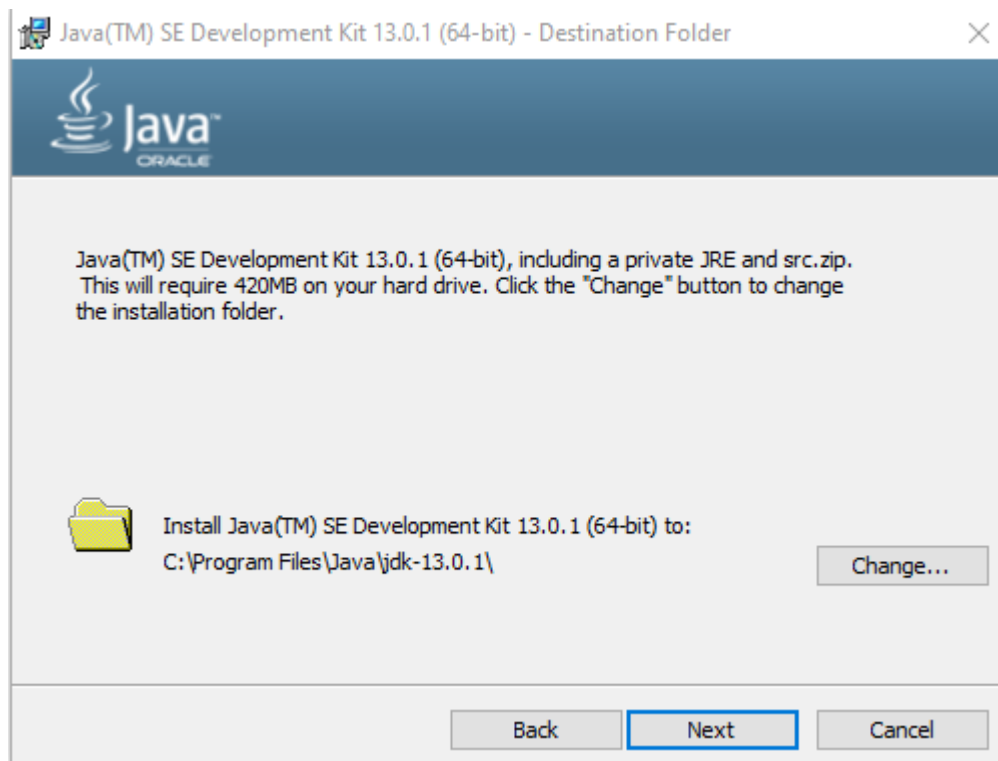 Java(TM) SE Development Kit 13.0.1 (64-bit) - Destination Folder
Java™
ORACLE
Java(TM) SE Development Kit 13.0.1 (64-bit), including a private JRE and src.zip.
This will require 420MB on your hard drive. Click the "Change" button to change
the installation folder.
Install Java(TM) SE Development Kit 13.0.1 (64-bit) to:
C:\Program Files\Java\jdk-13.0.1\
Change...
Back
Next
Cancel